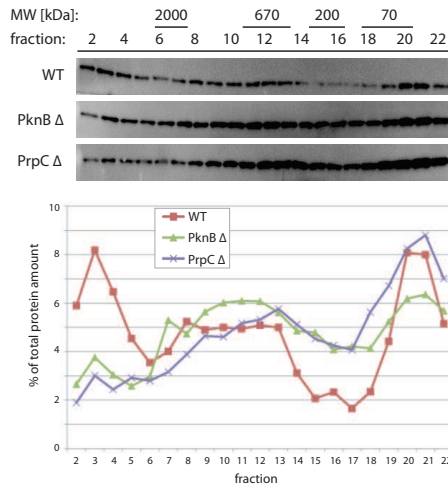 MW [kDa]: 2000 670 200 70
fraction: 2 4 6 8 10 12 14 16 18 20 22
WT
PknB Δ
PrpC Δ
10
8
6
4
2
0
% of total protein amount
WT
PknB Δ
PrpC Δ
2 3 4 5 6 7 8 9 10 11 12 13 14 15 16 17 18 19 20 21 22
fraction